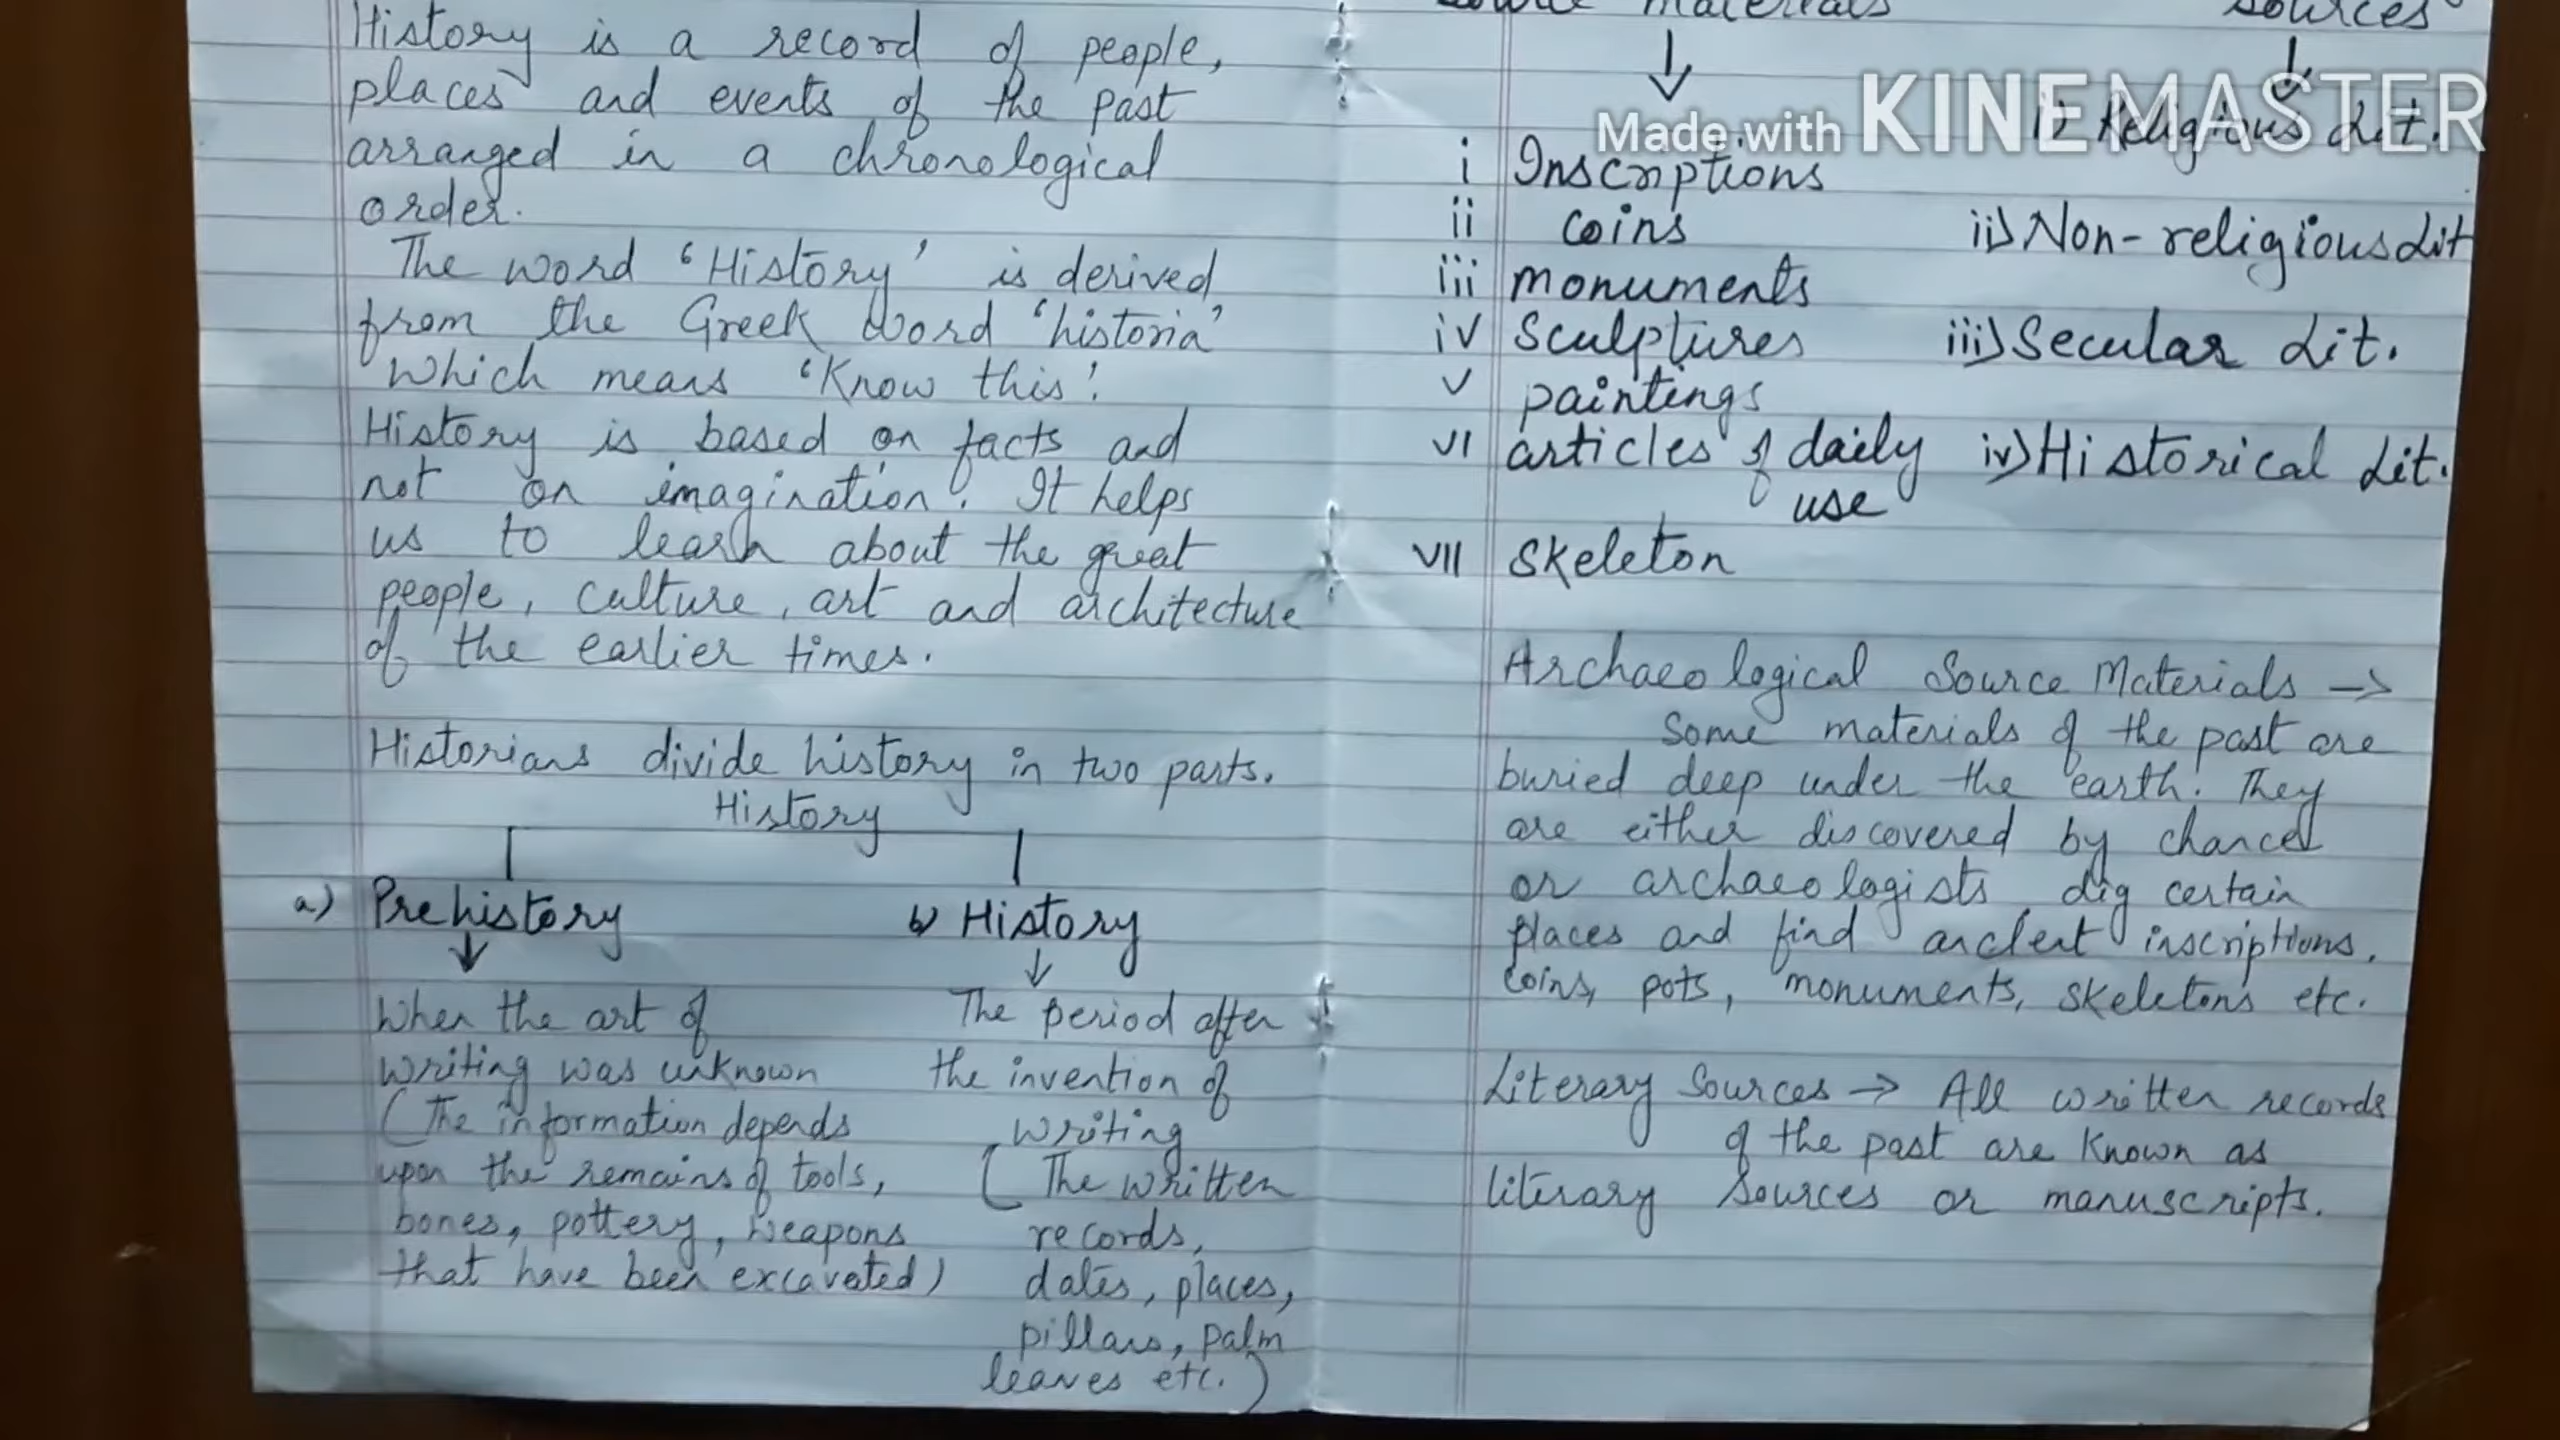 History is a record of people,
places and events of the past
arranged in a chronological
order.
The word 'History' is derived
from the Greek word 'historia'
which means 'Know this'.
History is based on facts and
not on imagination. It helps
us to learn about the great
people, culture, art and architecture
of the earlier times.
Historians divide history in two parts.
History
a) Prehistory
When the art of
writing was unknown
(The information depends
upon the remains of tools,
bones, pottery, weapons
that have been excavated)
b) History
The period after
the invention of
writing
(The written
records,
dates, places,
pillars, palm
leaves etc.)
source materials
i Inscriptions
ii coins
iii monuments
iv Sculptures
v paintings
VI articles of daily
use
VII Skeleton
sources
i) Religious Lit.
ii) Non-religious Lit
iii) Secular Lit.
iv) Historical Lit.
Archaeological Source Materials →
Some materials of the past are
buried deep under the earth. They
are either discovered by chance
or archaeologists dig certain
places and find ancient inscriptions,
coins, pots, monuments, skeletons etc.
Literary Sources → All written records
of the past are known as
literary sources or manuscripts.
Made with KINEMASTER